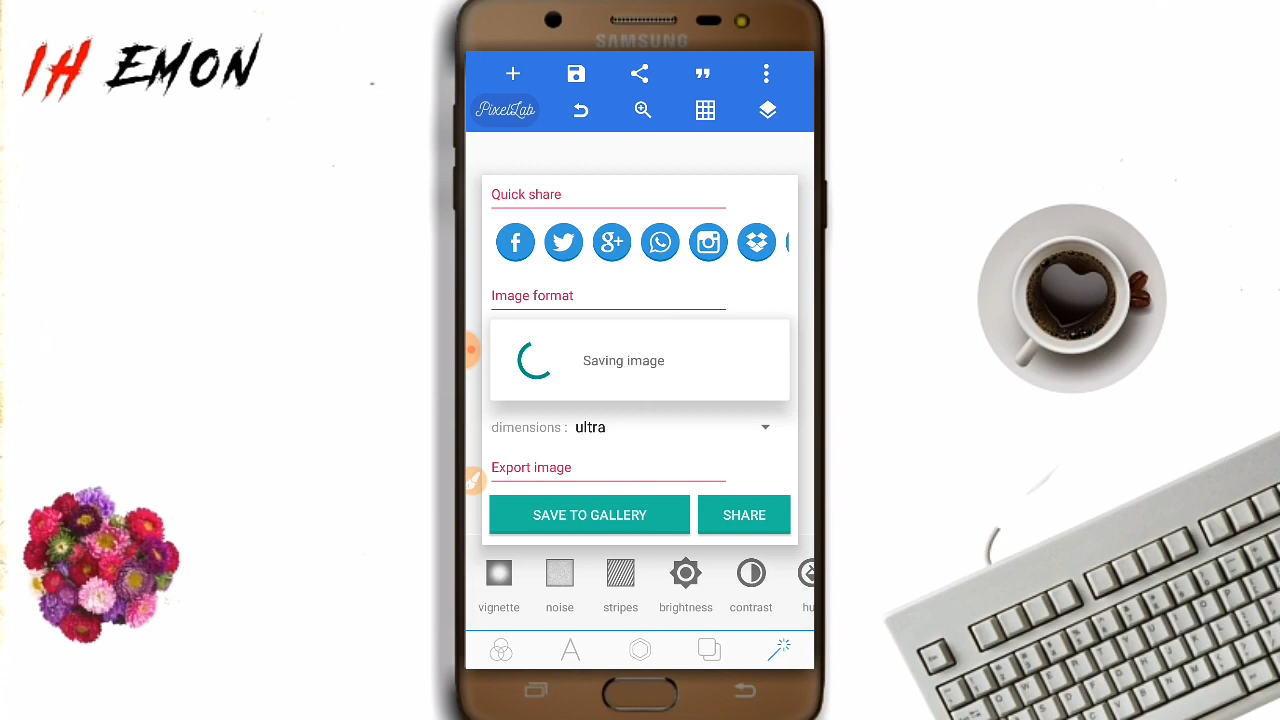 IH EMON
SAMSUNG
PixelLab
Quick share
Image format
Saving image
dimensions : ultra
Export image
SAVE TO GALLERY SHARE
vignette noise stripes brightness contrast hu